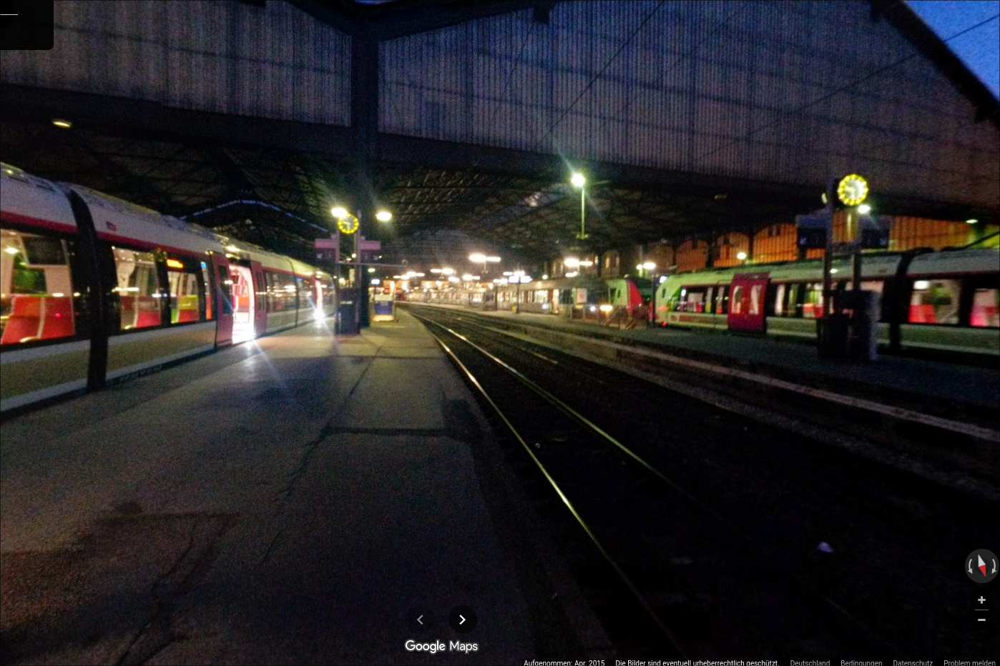 Google Maps
Aufgenommen: Apr. 2015 Die Bilder sind eventuell urheberrechtlich geschützt. Deutschland Bedingungen Datenschutz Problem melden